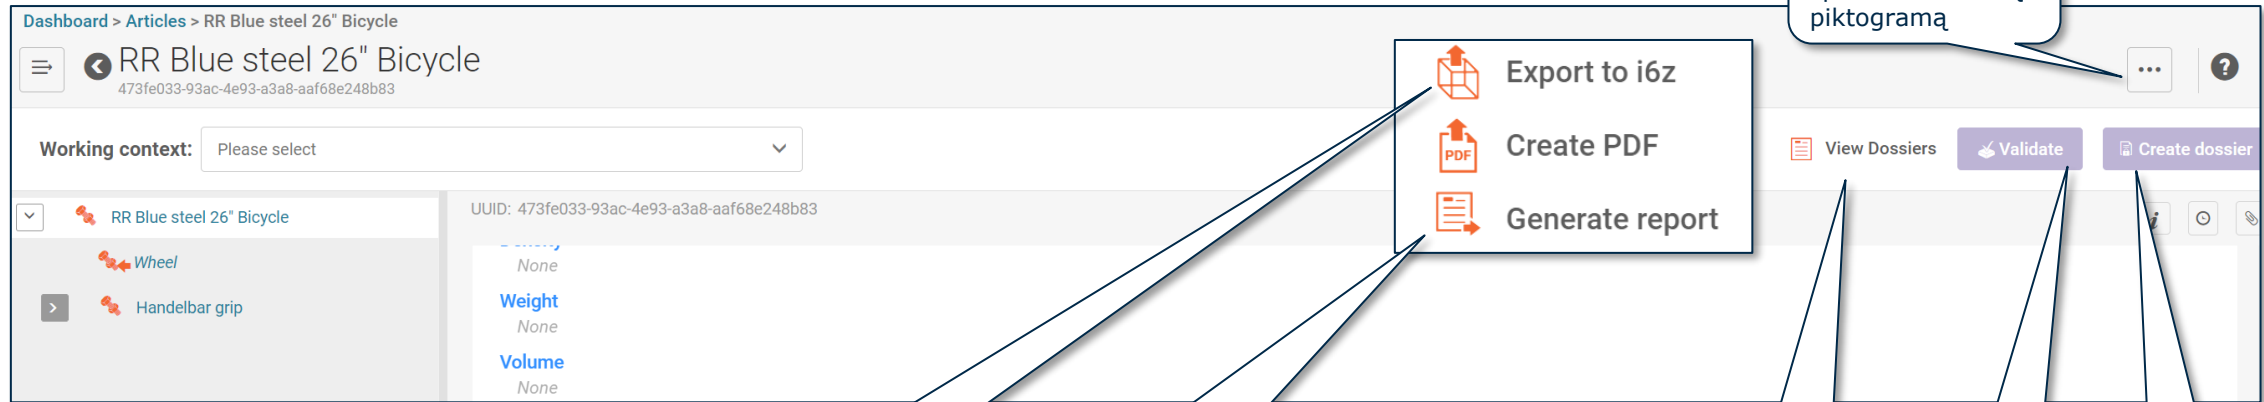 piktogramą
Dashboard > Articles > RR Blue steel 26" Bicycle
RR Blue steel 26" Bicycle
473fe033-93ac-4e93-a3a8-aaf68e248b83
Export to i6z
Create PDF
PDF
Generate report
Working context: Please select
View Dossiers
Validate
Create dossier
RR Blue steel 26" Bicycle
Wheel
Handelbar grip
UUID: 473fe033-93ac-4e93-a3a8-aaf68e248b83
None
Weight
None
Volume
None